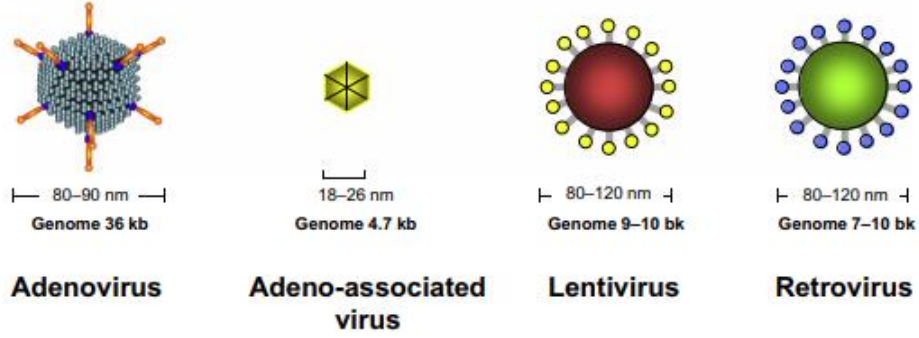 80–90 nm
18–26 nm
80–120 nm
80–120 nm
Genome 36 kb
Genome 4.7 kb
Genome 9–10 bk
Genome 7–10 bk
Adenovirus
Adeno-associated
virus
Lentivirus
Retrovirus